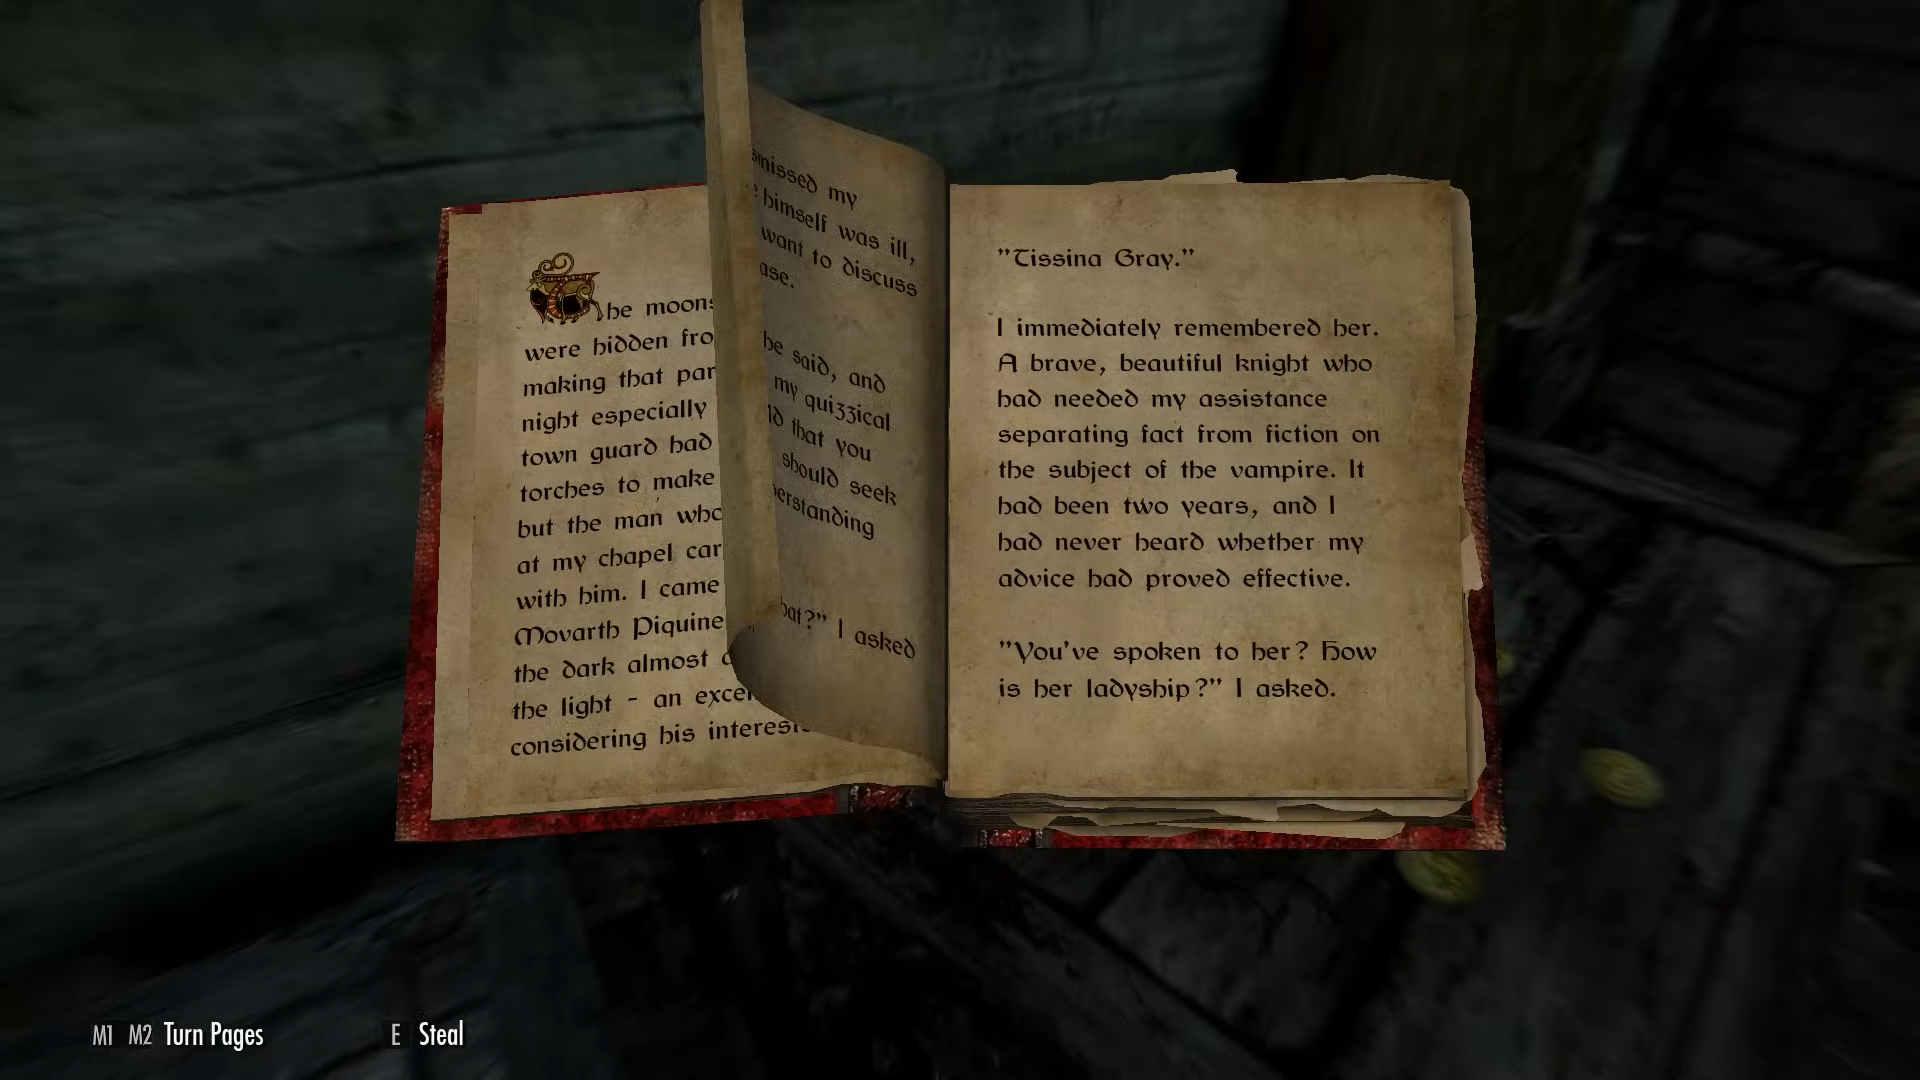 he moons
were hidden fro
making that par
night especially
town guard had
torches to make
but the man who
at my chapel car
with him. I came
Movarth Piquine
the dark almost
the light - an excel
considering his interest
smissed my
himself was ill,
want to discuss
ase.
he said, and
my quizzical
ld that you
should seek
derstanding
hat?" I asked
"Tissina Gray."
I immediately remembered her.
A brave, beautiful knight who
had needed my assistance
separating fact from fiction on
the subject of the vampire. It
had been two years, and I
had never heard whether my
advice had proved effective.
"You've spoken to her? How
is her ladyship?" I asked.
M1 M2 Turn Pages
E Steal